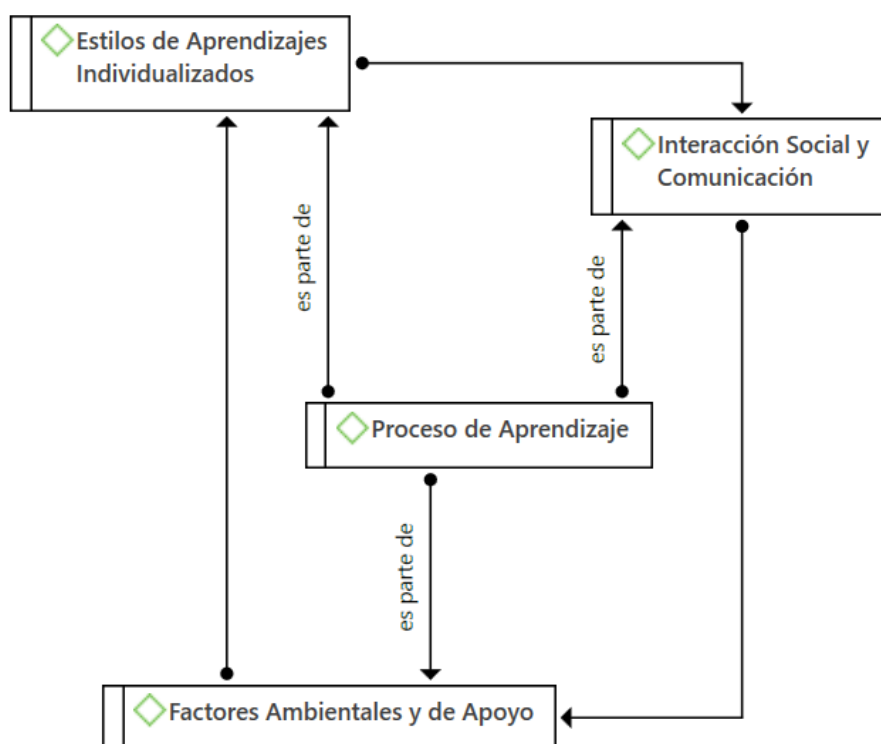 Estilos de Aprendizajes
Individualizados
Interacción Social y
Comunicación
es parte de
es parte de
Proceso de Aprendizaje
es parte de
Factores Ambientales y de Apoyo